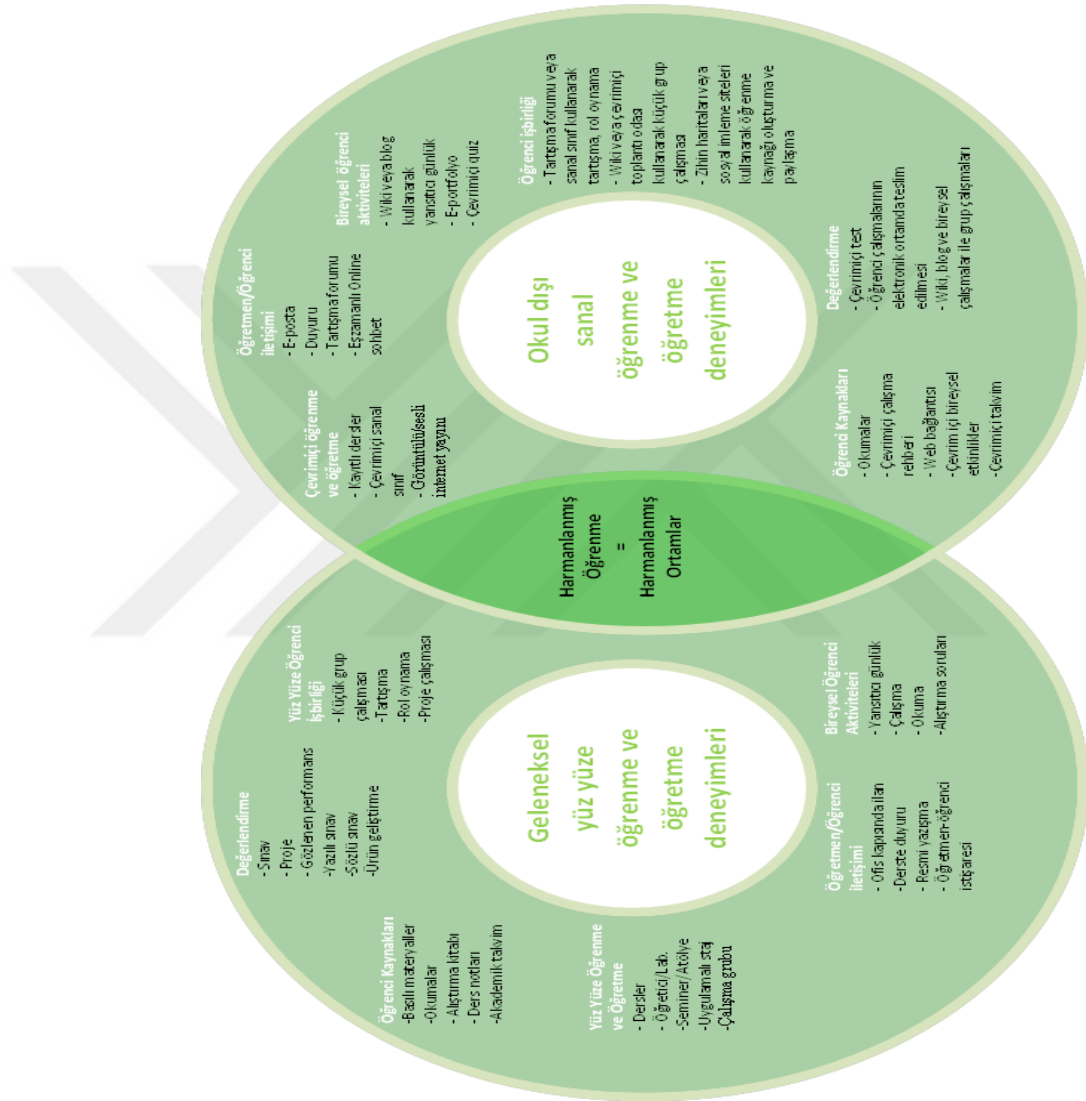 Geleneksel
yüz yüze
öğrenme ve
öğretme
deneyimleri
Yüz Yüze Öğrenme
ve Öğretme
- Dersler
- Öğretici/Lab.
-Seminer/Atölye
-Uygulamalı staj
-Çalışma grubu
Öğrenci Kaynakları
-Basılı materyaller
-Okumalar
- Alıştırma kitabı
- Ders notları
-Akademik takvim
Değerlendirme
- Sınav
-Proje
- Gözlenen performans
-Yazılı sınav
-Sözlü sınav
-Ürün geliştirme
Yüz Yüze Öğrenci
İşbirliği
- Küçük grup
çalışması
-Tartışma
-Rol oynama
-Proje çalışması
Öğretmen/Öğrenci
İletişimi
- Ofis kapısında ilan
-Derste duyuru
- Resmi yazışma
- Öğretmen-öğrenci
istişaresi
Bireysel Öğrenci
Aktiviteleri
- Yansıtıcı günlük
- Çalışma
- Okuma
-Alıştırma soruları
Harmanlanmış
Öğrenme
=
Harmanlanmış
Ortamlar
Okul dışı
sanal
öğrenme ve
öğretme
deneyimleri
Çevrimiçi öğrenme
ve öğretme
- Kayıtlı dersler
- Çevrimiçi sanal
sınıf
- Görüntülü/sesli
internet yayını
Öğretmen/Öğrenci
iletişimi
- E-posta
- Duyuru
- Tartışma forumu
- Eşzamanlı Online
sohbet
Bireysel öğrenci
aktiviteleri
- Wiki veya blog
kullanarak
yansıtıcı günlük
- E-portfolyo
- Çevrimiçi quiz
Öğrenci işbirliği
- Tartışma forumu veya
sanal sınıf kullanarak
tartışma, rol oynama
- Wiki veya çevrimiçi
toplantı odası
kullanarak küçük grup
çalışması
- Zihin haritaları veya
sosyal imleme siteleri
kullanarak öğrenme
kaynağı oluşturma ve
paylaşma
Öğrenci Kaynakları
- Okumalar
- Çevrimiçi çalışma
rehberi
- Web bağlantısı
-Çevrim içi bireysel
etkinlikler
-Çevrimiçi takvim
Değerlendirme
- Çevrimiçi test
- Öğrenci çalışmalarının
elektronik ortamda teslim
edilmesi
- Wiki, blog ve bireysel
çalışmalar ile grup çalışmaları